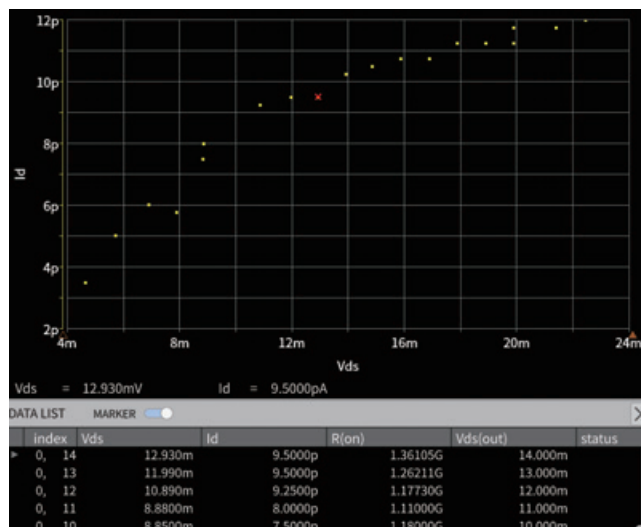 12p
10p
8p
Id
6p
4p
2p
4m 8m 12m 16m 20m 24m
Vds
Vds = 12.930mV Id = 9.5000pA
DATA LIST MARKER
index Vds Id R(on) Vds(out) status
0, 14 12.930m 9.5000p 1.36105G 14.000m
0, 13 11.990m 9.5000p 1.26211G 13.000m
0, 12 10.890m 9.2500p 1.17730G 12.000m
0, 11 8.8800m 8.0000p 1.11000G 11.000m
0, 10 8.8500m 7.5000p 1.18000G 10.000m